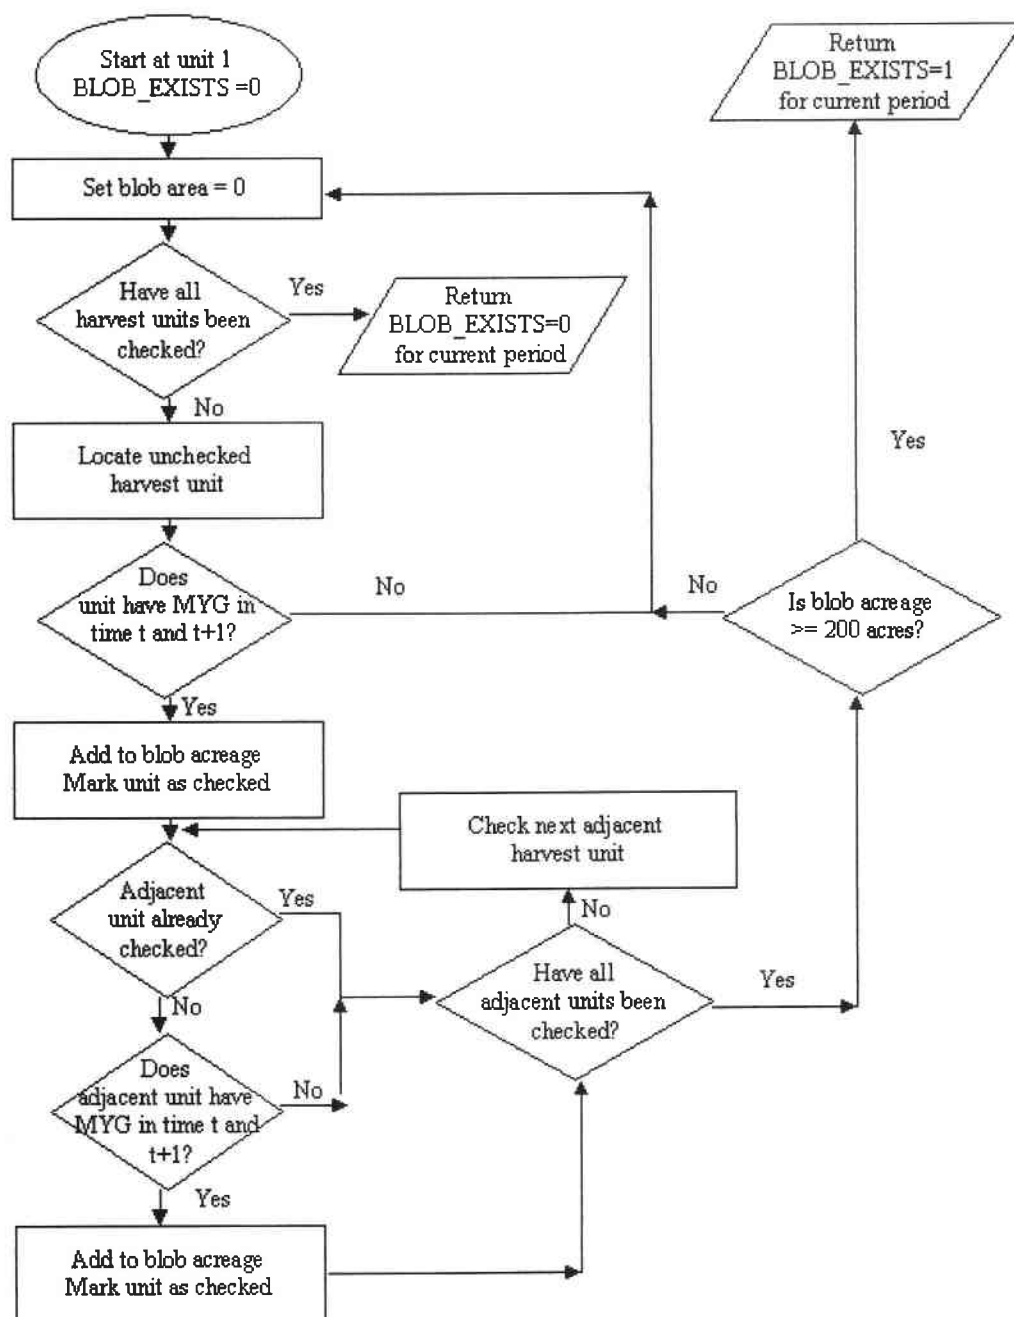 Start at unit 1
BLOB_EXISTS =0
Return
BLOB_EXISTS=1
for current period
Set blob area = 0
Have all
harvest units been
checked?
Yes
Return
BLOB_EXISTS=0
for current period
No
Locate unchecked
harvest unit
Yes
Does
unit have MYG in
time t and t+1?
No
No
Is blob acreage
>= 200 acres?
Yes
Add to blob acreage
Mark unit as checked
Check next adjacent
harvest unit
Adjacent
unit already
checked?
Yes
No
Have all
adjacent units been
checked?
Yes
No
Does
adjacent unit have
MYG in time t and
t+1?
No
Yes
Add to blob acreage
Mark unit as checked